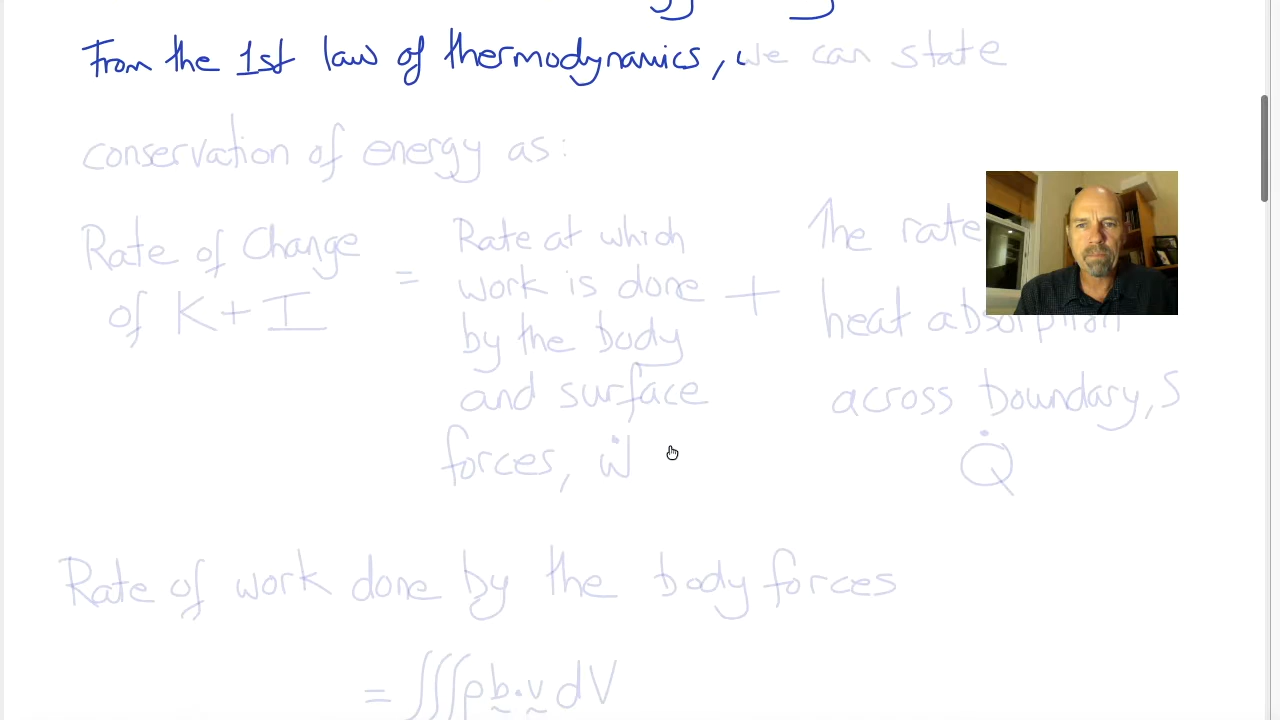 From the 1st law of thermodynamics, we can state
conservation of energy as:
Rate of Change
of K + I
=
Rate at which
work is done
by the body
and surface
forces, Ẇ
+
The rate
heat absorption
across boundary, S
Q̇
Rate of work done by the body forces
= ∭ρb·v dV